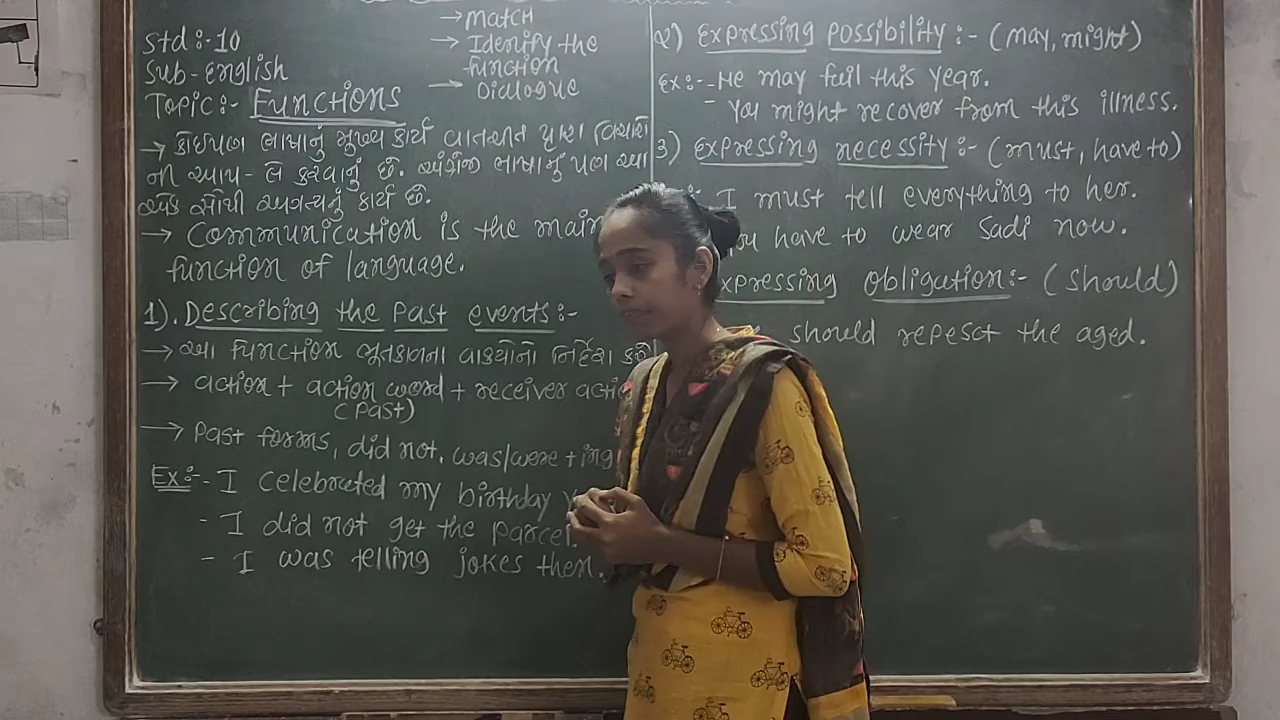 → Match
Std :- 10
→ Identify the
function
Sub - English
→ Dialogue
Topic :- Functions
→ કોઈપણ ભાષાનું મુખ્ય કાર્ય વાતચીત દ્વારા વિચારો
ની આપ - લે કરવાનું છે. અંગ્રેજી ભાષાનું પણ આ
એક સૌથી અગત્યનું કાર્ય છે.
→ Communication is the main
function of language.
1). Describing the Past events :-
→ આ function ભૂતકાળના વાક્યોનો નિર્દેશ કરે
→ action + action word + receiver
(Past)
→ Past forms, did not, was/were + ing
Ex :- - I celebrated my birthday
- I did not get the parcel.
- I was telling jokes then.
2) Expressing possibility :- (may, might)
Ex :- - He may fail this year.
- You might recover from this illness.
3) Expressing necessity :- (must, have to)
I must tell everything to her.
have to wear Sadi now.
xpressing Obligation :- (should)
should repesct the aged.